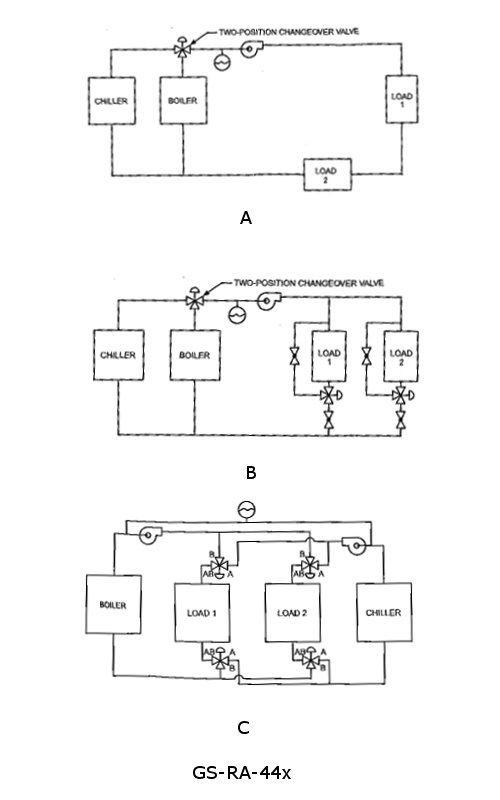 TWO-POSITION CHANGEOVER VALVE
CHILLER
BOILER
LOAD
1
LOAD
2
A
TWO-POSITION CHANGEOVER VALVE
CHILLER
BOILER
LOAD
1
LOAD
2
B
B
B
AB
A
AB
A
BOILER
LOAD 1
LOAD 2
CHILLER
AB
A
AB
A
B
B
C
GS-RA-44x